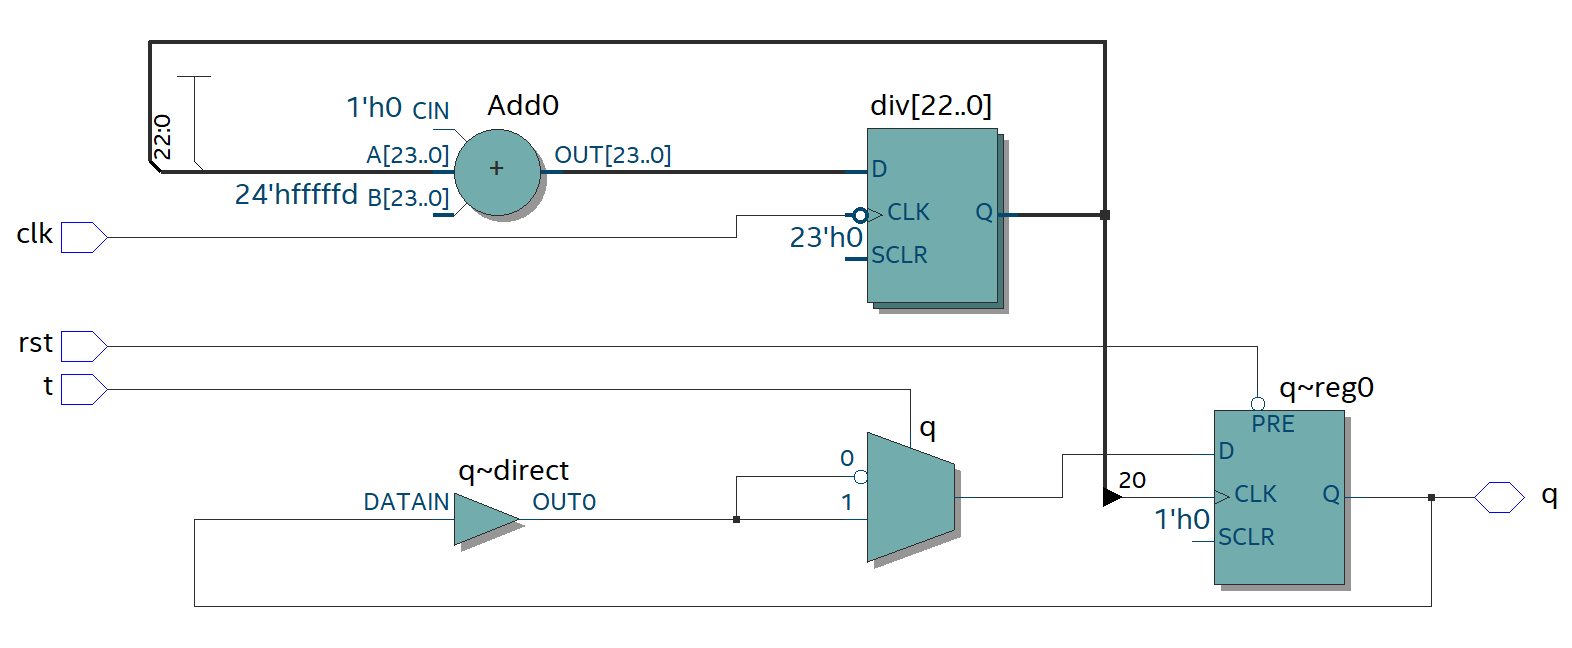 22:0
1'h0 CIN
Add0
A[23..0]
OUT[23..0]
24'hfffffd B[23..0]
+
div[22..0]
D
CLK
Q
23'h0
SCLR
clk
rst
t
q~direct
DATAIN
OUT0
q
0
1
20
q~reg0
PRE
D
CLK
Q
1'h0
SCLR
q